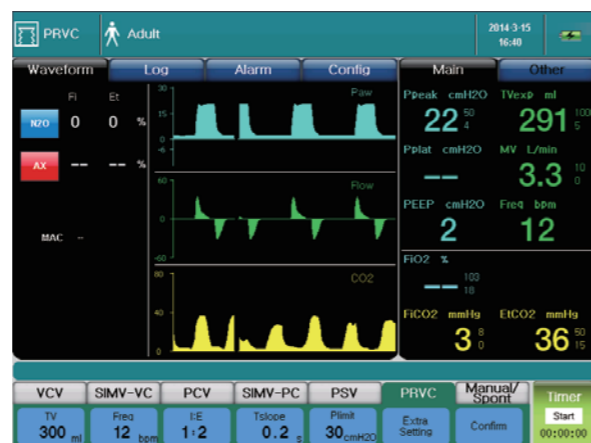 PRVC Adult 2014-3-15
16:40
Waveform Log Alarm Config Main Other
Fi Et
N2O 0 0 %
AX -- -- %
MAC --
30 Paw
15
0
-6
60 Flow
0
-60
80 CO2
40
0
Ppeak cmH2O TVexp ml
22 50 4 291 100 5
Pplat cmH2O MV L/min
-- 3.3 10 0
PEEP cmH2O Freq bpm
2 12
FiO2 %
-- 103 18
FiCO2 mmHg EtCO2 mmHg
3 8 0 36 50 15
VCV SIMV-VC PCV SIMV-PC PSV PRVC Manual/
Spont Timer
TV Freq I:E Tslope Plimit Extra
Setting Confirm Start
300 ml 12 bpm 1:2 0.2 s 30 cmH2O 00:00:00